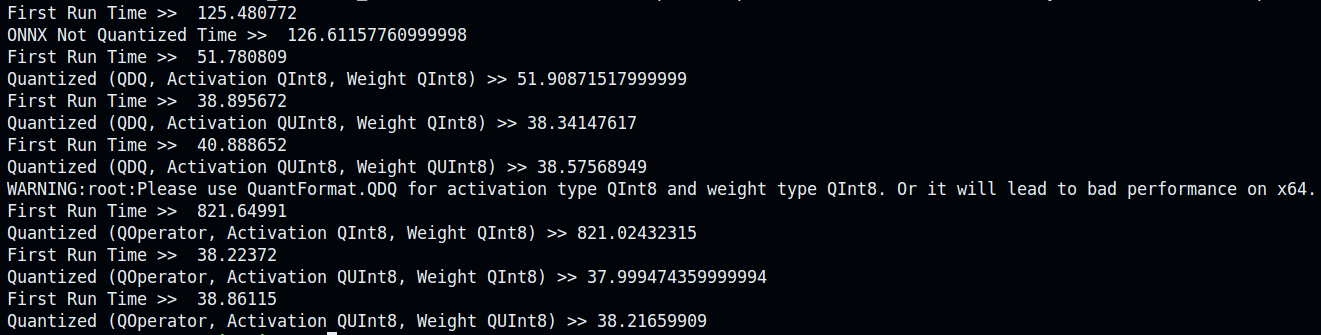 First Run Time >>  125.480772
ONNX Not Quantized Time >>  126.61157760999998
First Run Time >>  51.780809
Quantized (QDQ, Activation QInt8, Weight QInt8) >> 51.90871517999999
First Run Time >>  38.895672
Quantized (QDQ, Activation QUInt8, Weight QInt8) >> 38.34147617
First Run Time >>  40.888652
Quantized (QDQ, Activation QUInt8, Weight QUInt8) >> 38.57568949
WARNING:root:Please use QuantFormat.QDQ for activation type QInt8 and weight type QInt8. Or it will lead to bad performance on x64.
First Run Time >>  821.64991
Quantized (QOperator, Activation QInt8, Weight QInt8) >> 821.02432315
First Run Time >>  38.22372
Quantized (QOperator, Activation QUInt8, Weight QInt8) >> 37.999474359999994
First Run Time >>  38.86115
Quantized (QOperator, Activation QUInt8, Weight QUInt8) >> 38.21659909